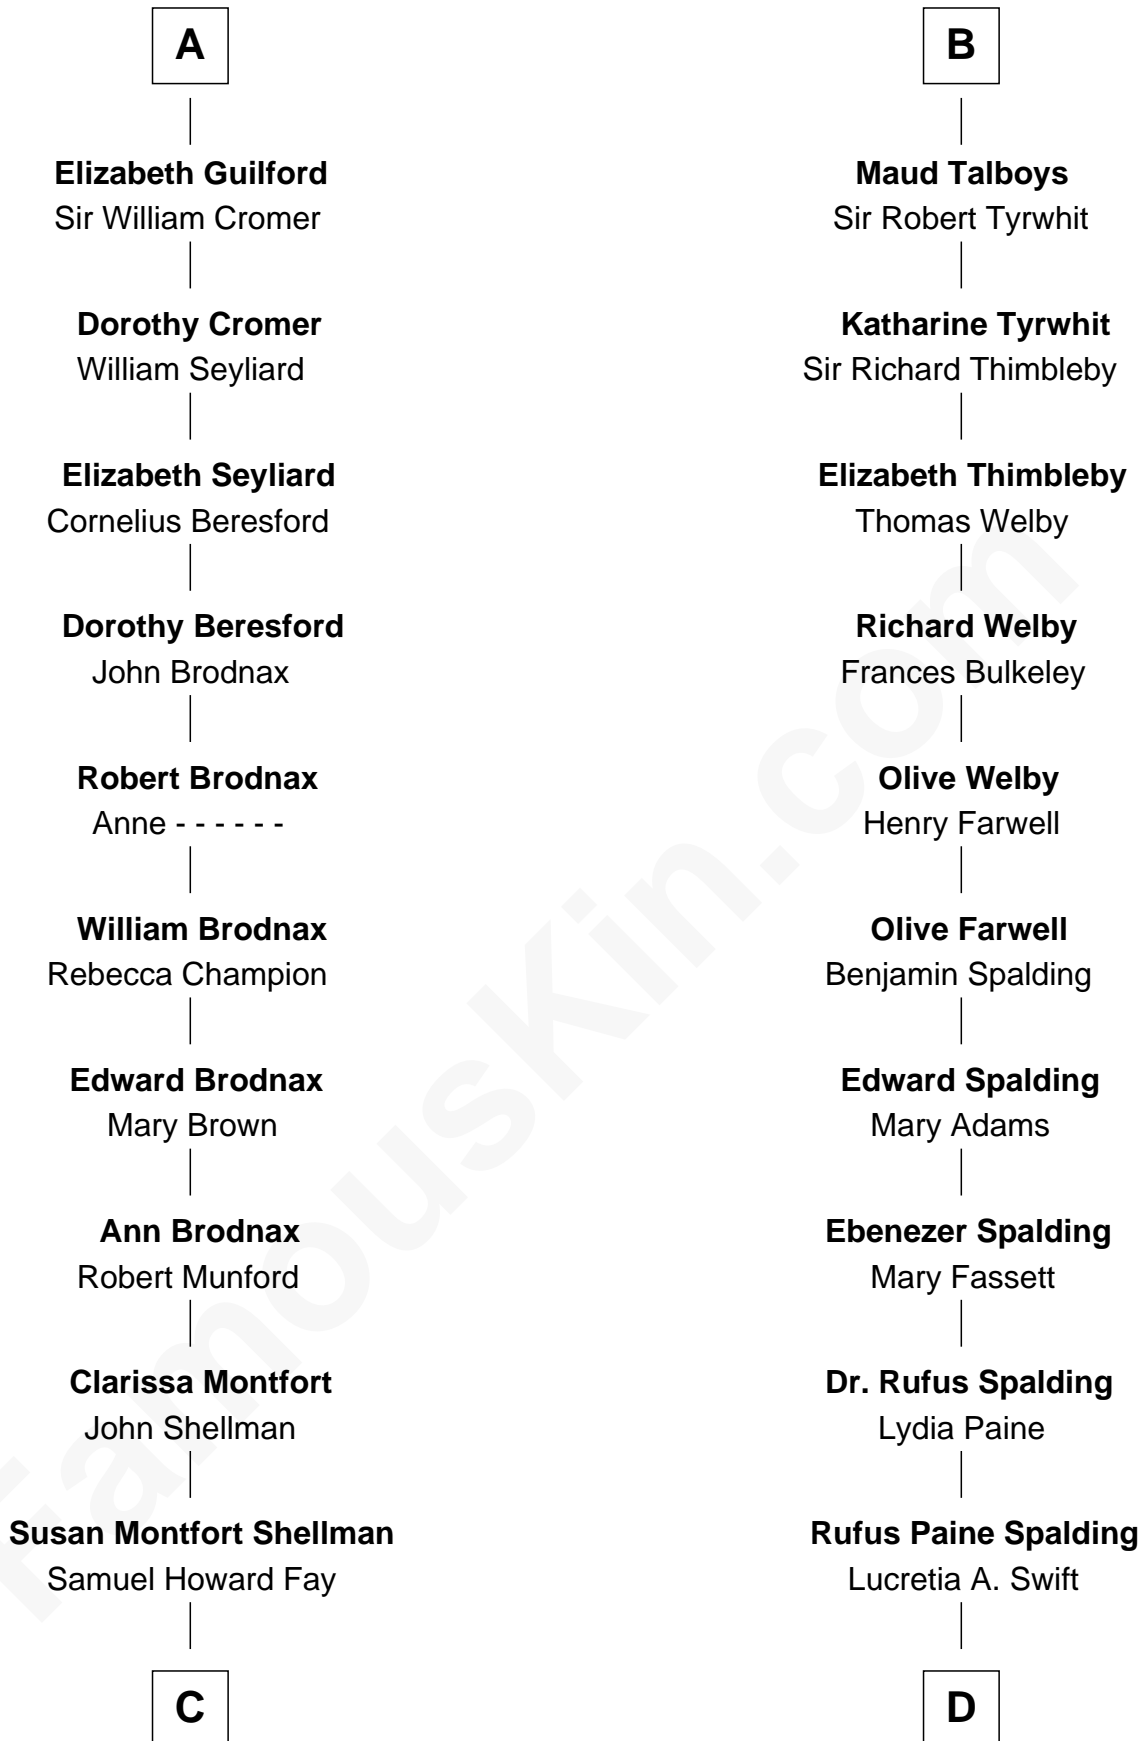 A
Elizabeth Guilford
Sir William Cromer
Dorothy Cromer
William Seyliard
Elizabeth Seyliard
Cornelius Beresford
Dorothy Beresford
John Brodnax
Robert Brodnax
Anne - - - - - -
William Brodnax
Rebecca Champion
Edward Brodnax
Mary Brown
Ann Brodnax
Robert Munford
Clarissa Montfort
John Shellman
Susan Montfort Shellman
Samuel Howard Fay
C
B
Maud Talboys
Sir Robert Tyrwhit
Katharine Tyrwhit
Sir Richard Thimbleby
Elizabeth Thimbleby
Thomas Welby
Richard Welby
Frances Bulkeley
Olive Welby
Henry Farwell
Olive Farwell
Benjamin Spalding
Edward Spalding
Mary Adams
Ebenezer Spalding
Mary Fassett
Dr. Rufus Spalding
Lydia Paine
Rufus Paine Spalding
Lucretia A. Swift
D
FamousKin.com